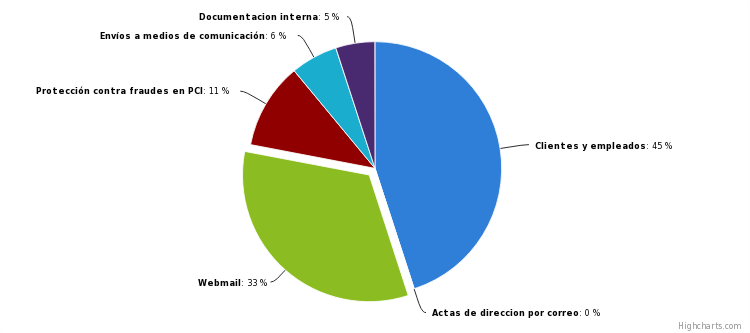 Documentacion interna: 5 %
Envíos a medios de comunicación: 6 %
Protección contra fraudes en PCI: 11 %
Clientes y empleados: 45 %
Webmail: 33 %
Actas de direccion por correo: 0 %
Highcharts.com